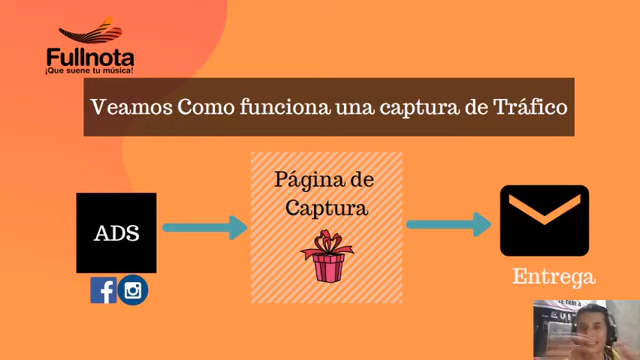 Fullnota
¡Que suene tu música!
Veamos Como funciona una captura de Tráfico
Página de
Captura
ADS
Entrega